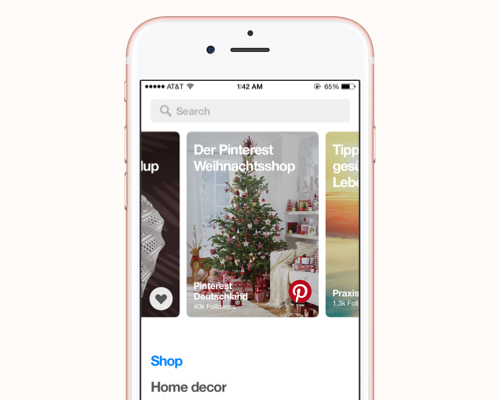 AT&T 1:42 AM 65%
Search
lup
Der Pinterest
Weihnachtsshop
Pinterest
Deutschland
40k Followers
Tipp
gesü
Lebe
Praxis
1.3k Foll
Shop
Home decor